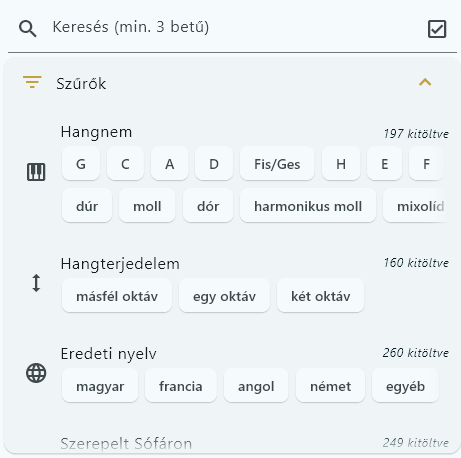 Keresés (min. 3 betű)
Szűrők
Hangnem 197 kitöltve
G C A D Fis/Ges H E F
dúr moll dór harmonikus moll mixolíd
Hangterjedelem 160 kitöltve
másfél oktáv egy oktáv két oktáv
Eredeti nyelv 260 kitöltve
magyar francia angol német egyéb
Szerepelt Sófáron 249 kitöltve